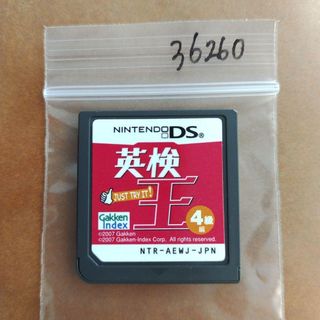 36260
NINTENDO DS®
英検
JUST TRY IT!
王
4級
編
Gakken
Index
©2007 Gakken
©2007 Gakken-Index Corp. All rights reserved.
NTR-AEWJ-JPN